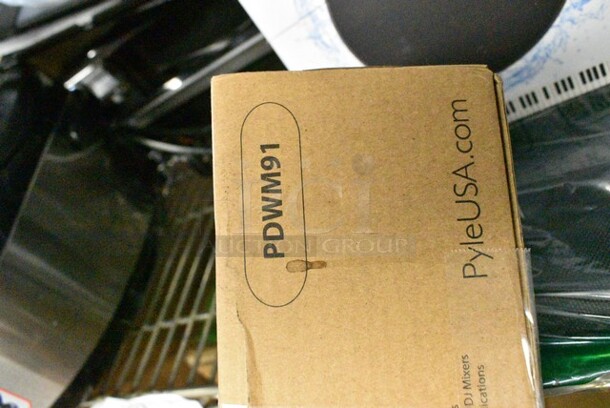 PDWM91
PyleUSA.com
DJ Mixers
AUCTION GROUP